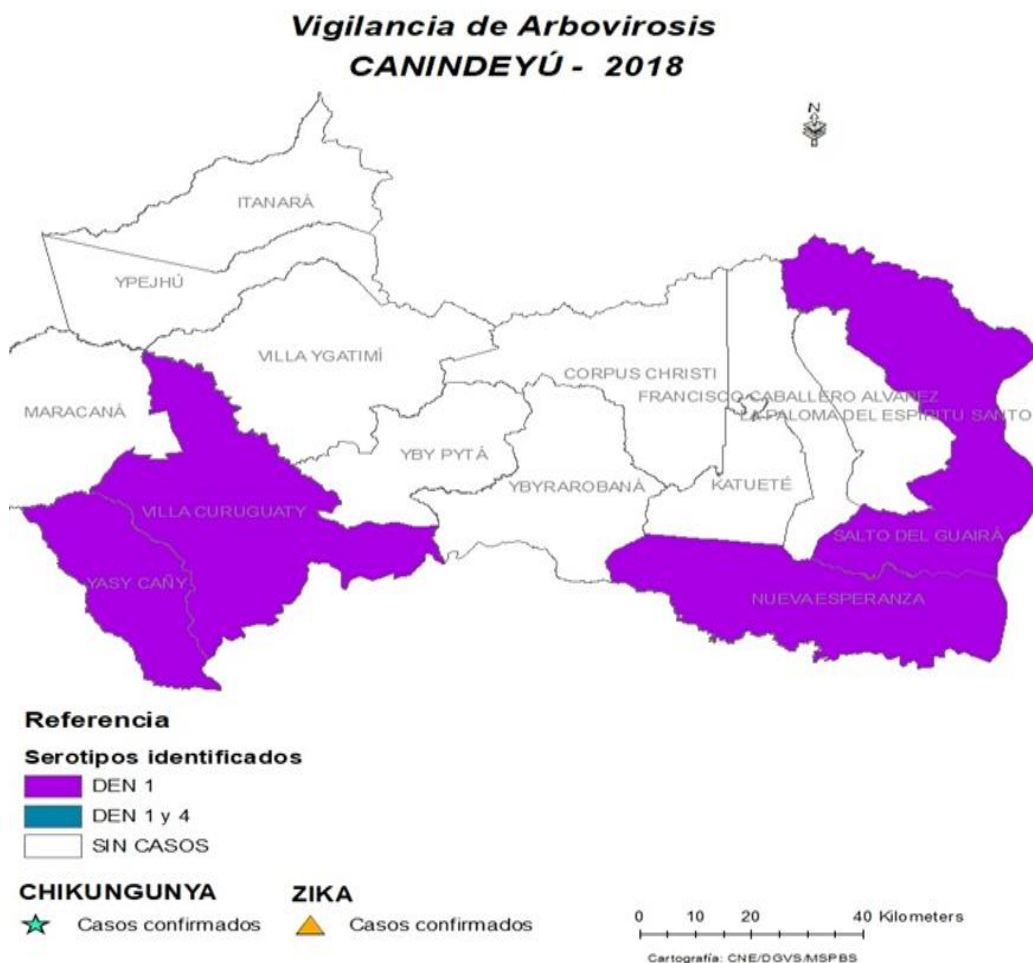 Vigilancia de Arbovirosis
CANINDEYÚ - 2018
N
ITANARÁ
YPEJHÚ
VILLA YGATIMÍ
CORPUS CHRISTI
MARACANÁ
FRANCISCO CABALLERO ALVAREZ
LA PALOMA DEL ESPIRITU SANTO
YBY PYTÁ
YBYRAROBANÁ
KATUETÉ
VILLA CURUGUATY
SALTO DEL GUAIRÁ
YASY CAÑY
NUEVA ESPERANZA
Referencia
Serotipos identificados
DEN 1
DEN 1 y 4
SIN CASOS
CHIKUNGUNYA
Casos confirmados
ZIKA
Casos confirmados
0 10 20 40 Kilometers
Cartografía: CNE/DGVS/MSPBS